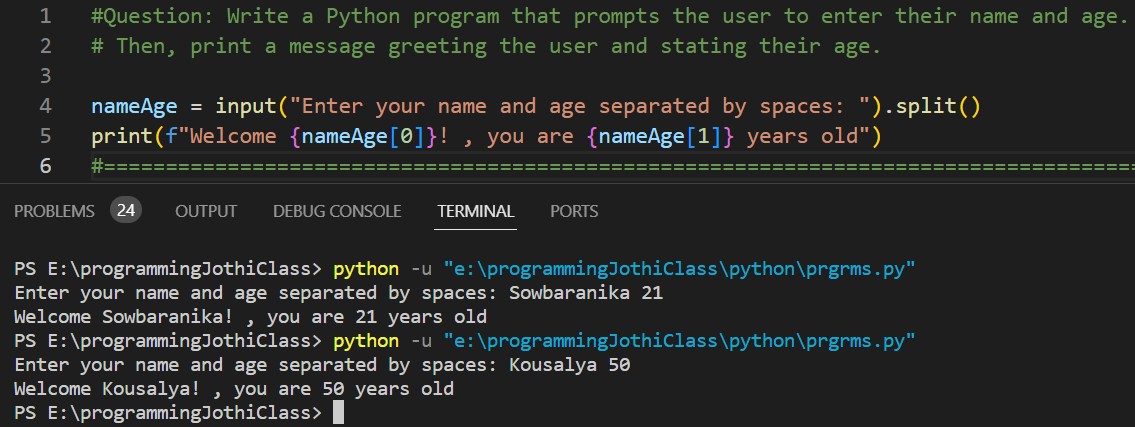 1 #Question: Write a Python program that prompts the user to enter their name and age.
2 # Then, print a message greeting the user and stating their age.
3
4 nameAge = input("Enter your name and age separated by spaces: ").split()
5 print(f"Welcome {nameAge[0]}! , you are {nameAge[1]} years old")
6 #====================================================================================
PROBLEMS 24 OUTPUT DEBUG CONSOLE TERMINAL PORTS
PS E:\programmingJothiClass> python -u "e:\programmingJothiClass\python\prgrms.py"
Enter your name and age separated by spaces: Sowbaranika 21
Welcome Sowbaranika! , you are 21 years old
PS E:\programmingJothiClass> python -u "e:\programmingJothiClass\python\prgrms.py"
Enter your name and age separated by spaces: Kousalya 50
Welcome Kousalya! , you are 50 years old
PS E:\programmingJothiClass>